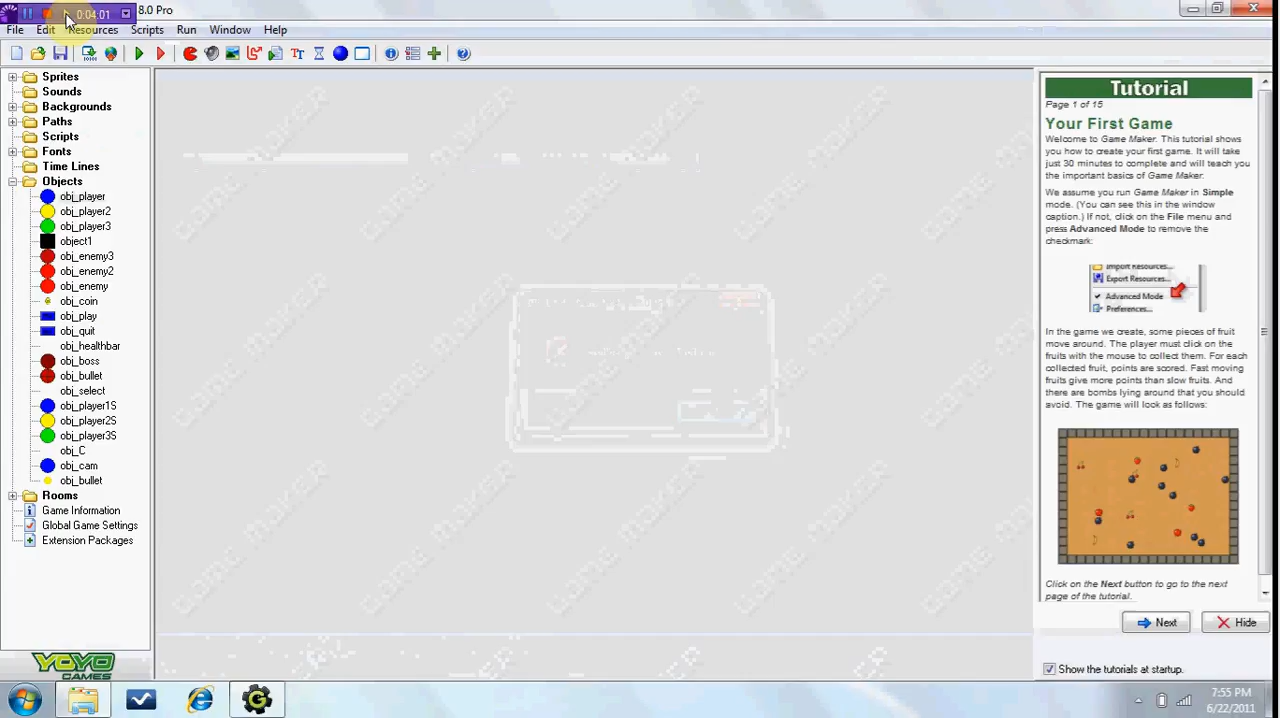 0:04:01
8.0 Pro
File Edit Resources Scripts Run Window Help
Sprites
Sounds
Backgrounds
Paths
Scripts
Fonts
Time Lines
Objects
obj_player
obj_player2
obj_player3
object1
obj_enemy3
obj_enemy2
obj_enemy
obj_coin
obj_play
obj_quit
obj_healthbar
obj_boss
obj_bullet
obj_select
obj_player1S
obj_player2S
obj_player3S
obj_C
obj_cam
obj_bullet
Rooms
Game Information
Global Game Settings
Extension Packages
YOYO
GAMES
GAME MAKER
Tutorial
Page 1 of 15
Your First Game
Welcome to Game Maker. This tutorial shows
you how to create your first game. It will take
just 30 minutes to complete and will teach you
the important basics of Game Maker.
We assume you run Game Maker in Simple
mode. (You can see this in the window
caption.) If not, click on the File menu and
press Advanced Mode to remove the
checkmark:
Import Resources...
Export Resources...
Advanced Mode
Preferences...
In the game we create, some pieces of fruit
move around. The player must click on the
fruits with the mouse to collect them. For each
collected fruit, points are scored. Fast moving
fruits give more points than slow fruits. And
there are bombs lying around that you should
avoid. The game will look as follows:
Click on the Next button to go to the next
page of the tutorial.
Next Hide
Show the tutorials at startup.
7:55 PM
6/22/2011